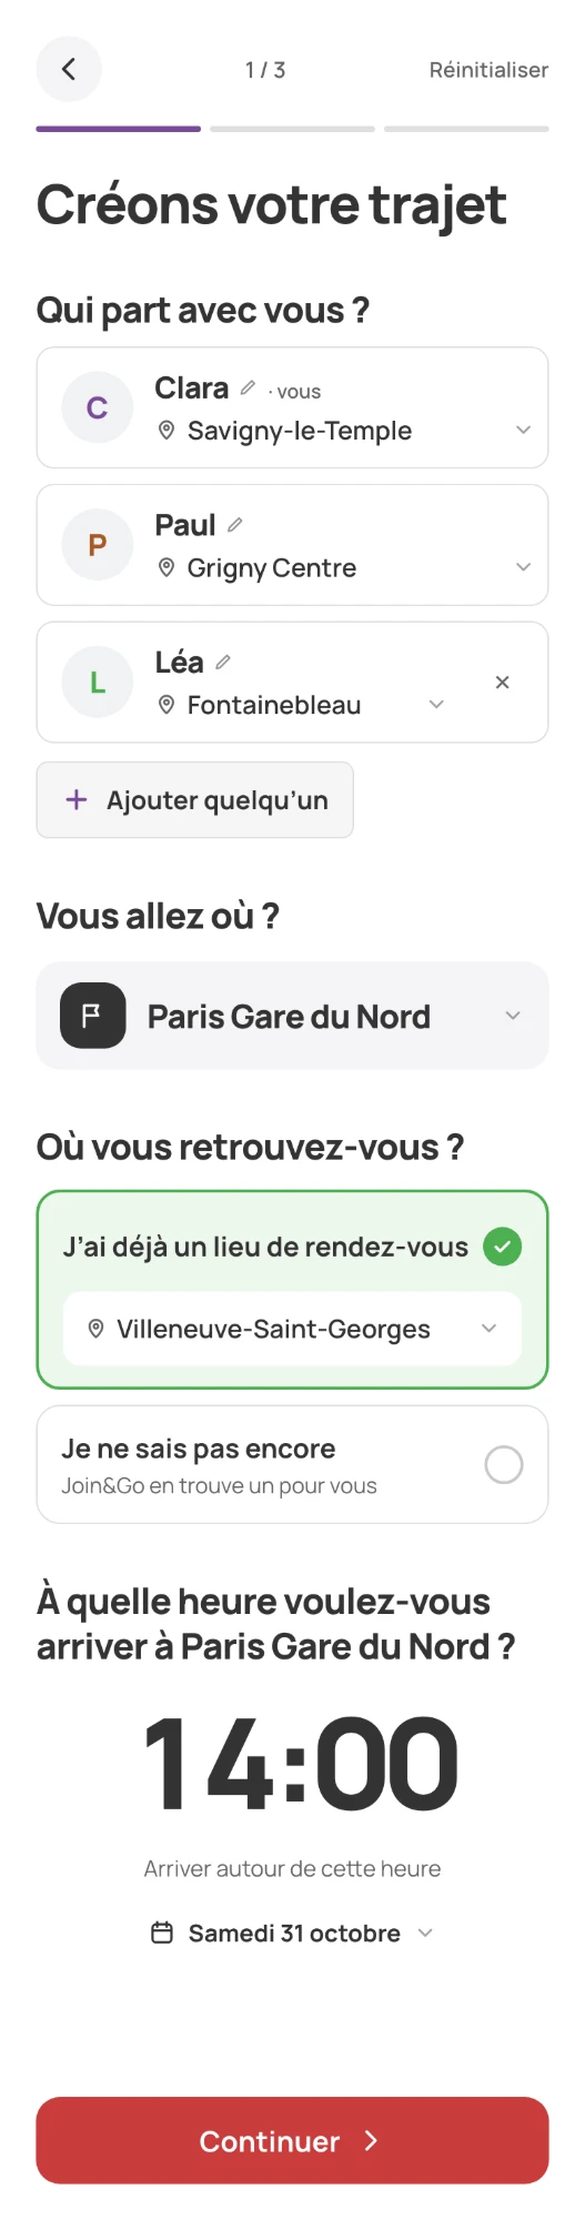 1 / 3
Réinitialiser
Créons votre trajet
Qui part avec vous ?
C
Clara · vous
Savigny-le-Temple
P
Paul
Grigny Centre
L
Léa
Fontainebleau
Ajouter quelqu’un
Vous allez où ?
Paris Gare du Nord
Où vous retrouvez-vous ?
J’ai déjà un lieu de rendez-vous
Villeneuve-Saint-Georges
Je ne sais pas encore
Join&Go en trouve un pour vous
À quelle heure voulez-vous
arriver à Paris Gare du Nord ?
14:00
Arriver autour de cette heure
Samedi 31 octobre
Continuer